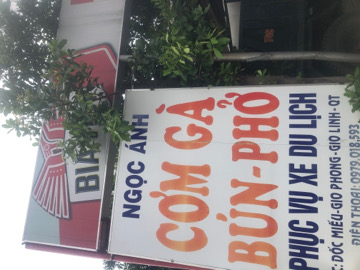 BIA
NGỌC ÁNH
CƠM GÀ
BÚN-PHỞ
PHỤC VỤ XE DU LỊCH
DỐC MIẾU-GIO PHONG-GIO LINH-QT
ĐIỆN THOẠI: 0979.018.593